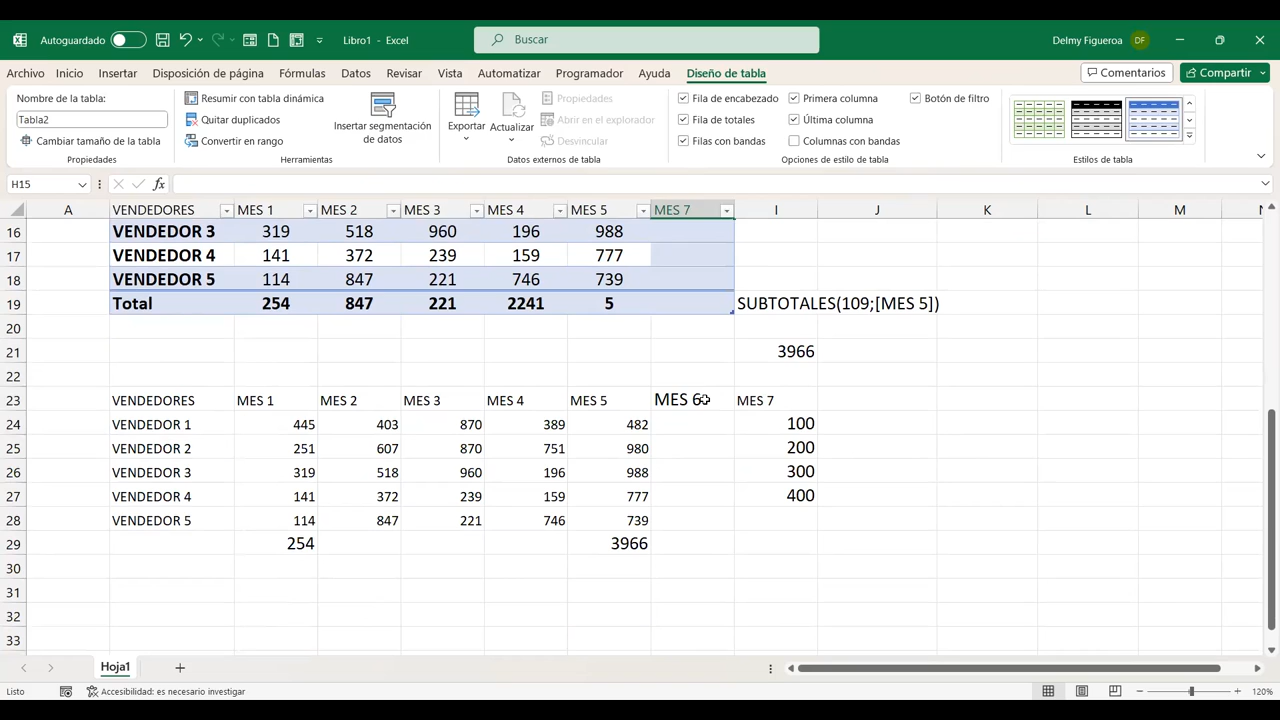 Autoguardado Libro1 - Excel Buscar Delmy Figueroa DF
Archivo Inicio Insertar Disposición de página Fórmulas Datos Revisar Vista Automatizar Programador Ayuda Diseño de tabla Comentarios Compartir
Nombre de la tabla:
Tabla2
Cambiar tamaño de la tabla
Propiedades
Resumir con tabla dinámica
Quitar duplicados
Convertir en rango
Insertar segmentación
de datos
Herramientas
Exportar
Actualizar
Propiedades
Abrir en el explorador
Desvincular
Datos externos de tabla
Fila de encabezado Primera columna Botón de filtro
Fila de totales Última columna
Filas con bandas Columnas con bandas
Opciones de estilo de tabla
Estilos de tabla
H15 fx
A VENDEDORES MES 1 MES 2 MES 3 MES 4 MES 5 MES 7 I J K L M N
16 VENDEDOR 3 319 518 960 196 988
17 VENDEDOR 4 141 372 239 159 777
18 VENDEDOR 5 114 847 221 746 739
19 Total 254 847 221 2241 5 SUBTOTALES(109;[MES 5])
20
21 3966
22
23 VENDEDORES MES 1 MES 2 MES 3 MES 4 MES 5 MES 6 MES 7
24 VENDEDOR 1 445 403 870 389 482 100
25 VENDEDOR 2 251 607 870 751 980 200
26 VENDEDOR 3 319 518 960 196 988 300
27 VENDEDOR 4 141 372 239 159 777 400
28 VENDEDOR 5 114 847 221 746 739
29 254 3966
30
31
32
33
Hoja1
Listo Accesibilidad: es necesario investigar 120%